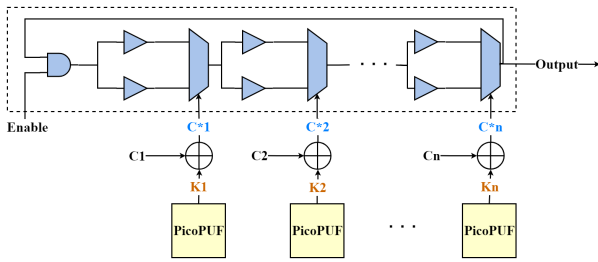 Output
Enable
C*1 C*2 C*n
C1 C2 Cn
K1 K2 Kn
PicoPUF PicoPUF · · · PicoPUF